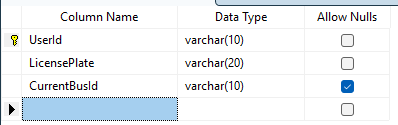 Column Name Data Type Allow Nulls
UserId varchar(10)
LicensePlate varchar(20)
CurrentBusId varchar(10)